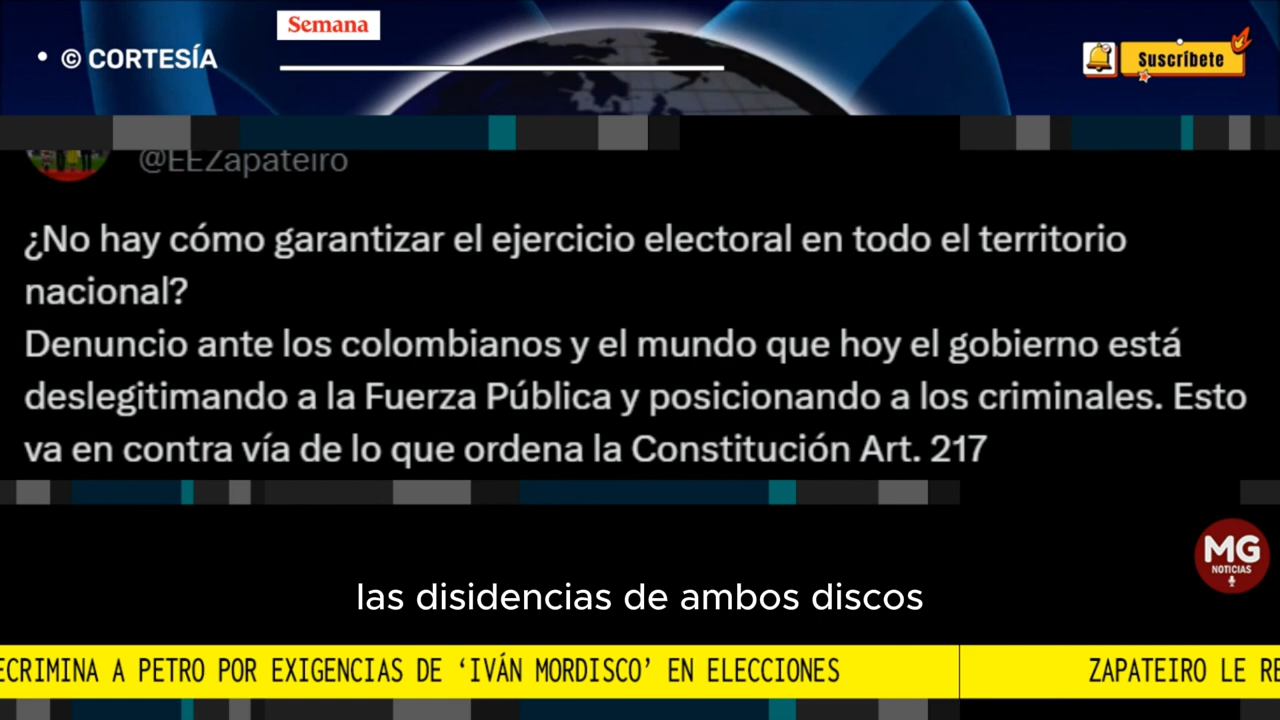 Semana
• © CORTESÍA
Suscríbete
@EEZapateiro
¿No hay cómo garantizar el ejercicio electoral en todo el territorio
nacional?
Denuncio ante los colombianos y el mundo que hoy el gobierno está
deslegitimando a la Fuerza Pública y posicionando a los criminales. Esto
va en contra vía de lo que ordena la Constitución Art. 217
MG
NOTICIAS
las disidencias de ambos discos
ECRIMINA A PETRO POR EXIGENCIAS DE ‘IVÁN MORDISCO’ EN ELECCIONES
ZAPATEIRO LE RE